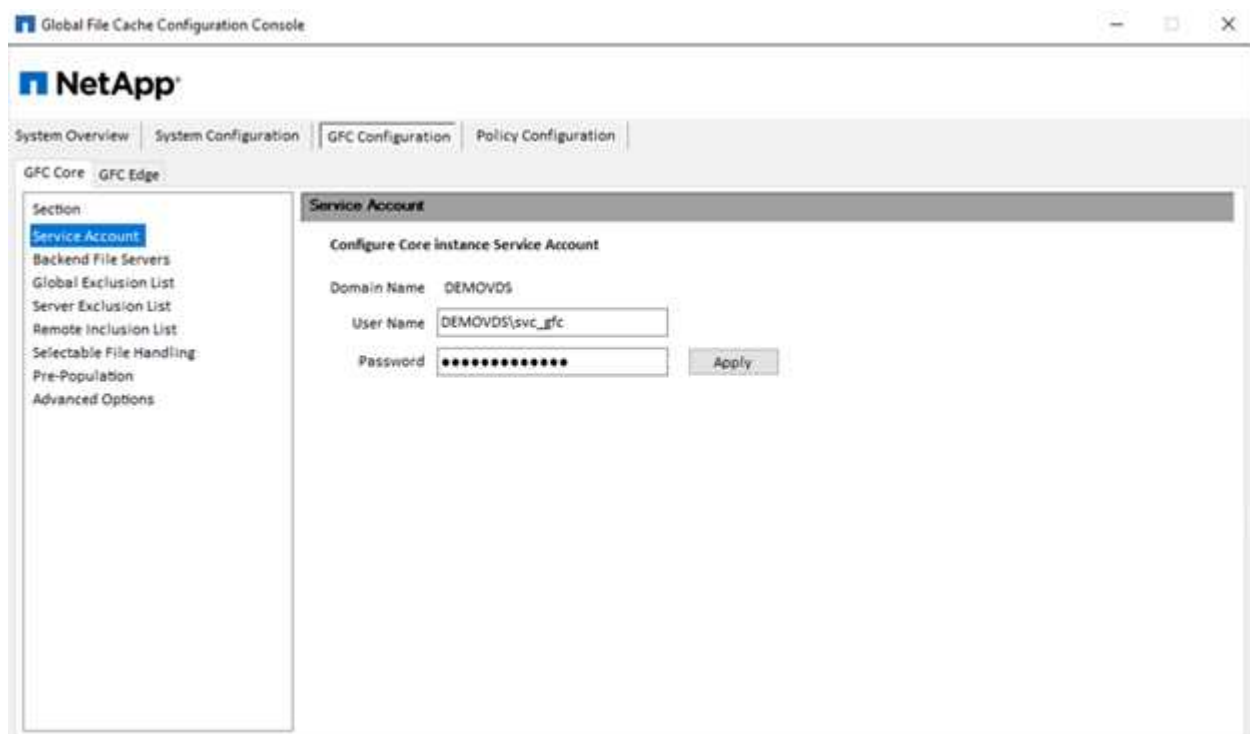 Global File Cache Configuration Console
NetApp
System Overview System Configuration GFC Configuration Policy Configuration
GFC Core GFC Edge
Section
Service Account
Backend File Servers
Global Exclusion List
Server Exclusion List
Remote Inclusion List
Selectable File Handling
Pre-Population
Advanced Options
Service Account
Configure Core instance Service Account
Domain Name DEMOVDS
User Name DEMOVDS\svc_gfc
Password ●●●●●●●●●●●●● Apply